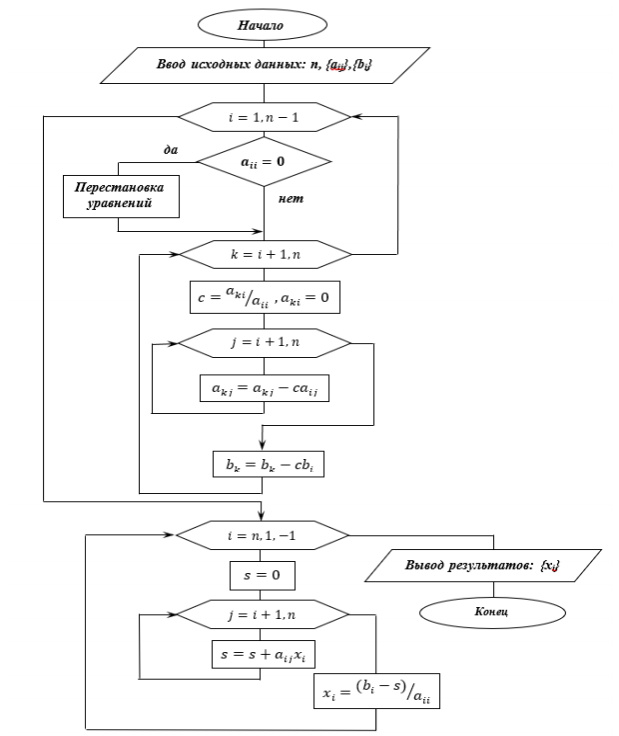 Начало
Ввод исходных данных: n, {aᵢⱼ},{bᵢ}
i = 1, n − 1
да
aᵢᵢ = 0
Перестановка
уравнений
нет
k = i + 1, n
c = aₖᵢ/aᵢᵢ , aₖᵢ = 0
j = i + 1, n
aₖⱼ = aₖⱼ − caᵢⱼ
bₖ = bₖ − cbᵢ
i = n, 1, −1
Вывод результатов: {xᵢ}
s = 0
Конец
j = i + 1, n
s = s + aᵢⱼxᵢ
xᵢ = (bᵢ − s)/aᵢᵢ